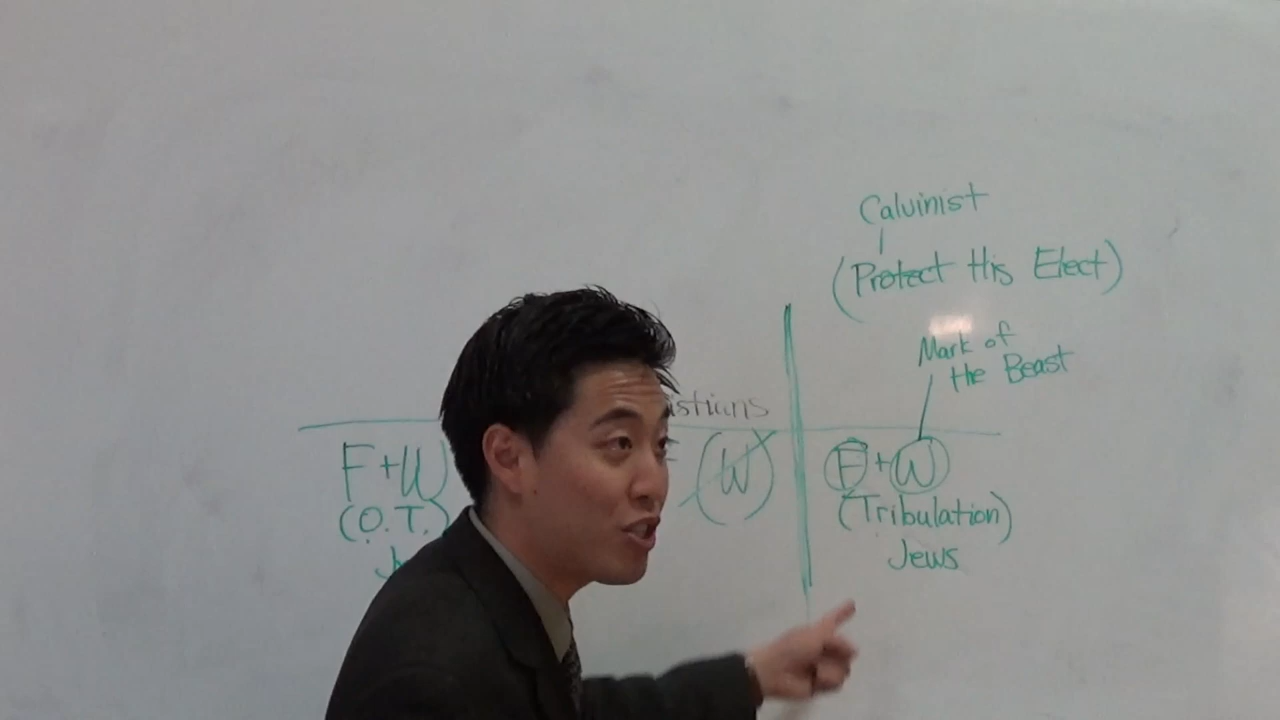 Calvinist
(Protect His Elect)
Mark of
the Beast
F+W (W) F+W
(O.T.) (Tribulation)
Jews